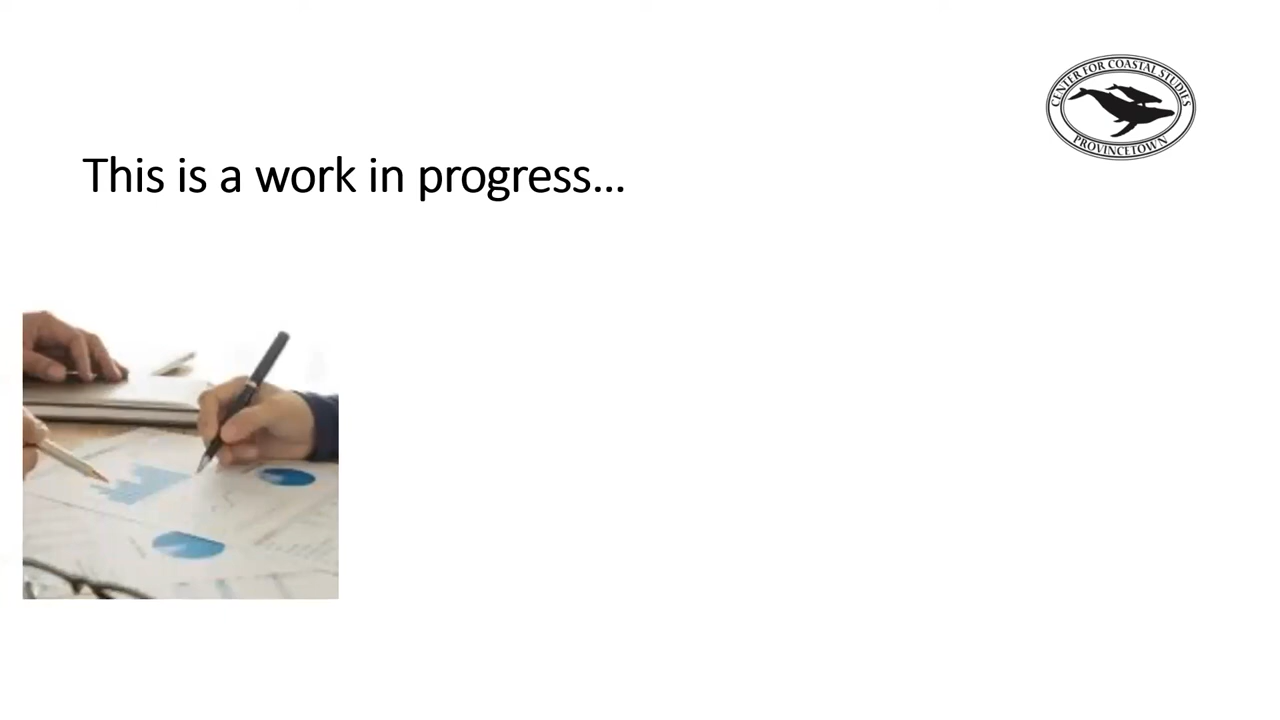 CENTER FOR COASTAL STUDIES
PROVINCETOWN
This is a work in progress...